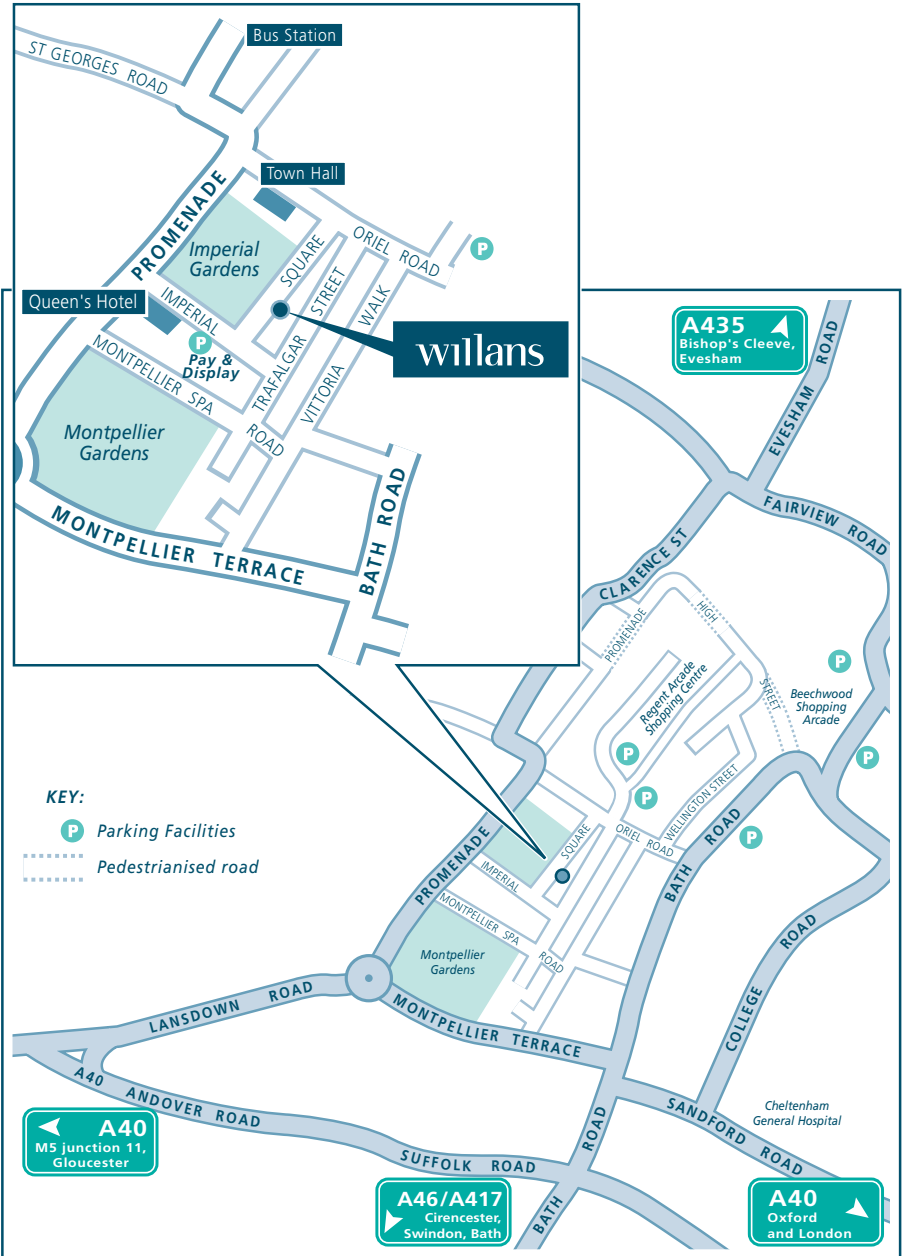 Bus Station
ST GEORGES ROAD
Town Hall
PROMENADE
Imperial
Gardens
SQUARE
ORIEL ROAD
P
Queen's Hotel
IMPERIAL
STREET
WALK
P
Pay &
Display
willans
MONTPELLIER SPA
TRAFALGAR
VITTORIA
ROAD
Montpellier
Gardens
MONTPELLIER TERRACE
BATH ROAD
A435
Bishop's Cleeve,
Evesham
EVESHAM ROAD
FAIRVIEW ROAD
CLARENCE ST
PROMENADE
HIGH
STREET
Regent Arcade
Shopping Centre
P
Beechwood
Shopping
Arcade
P
P
P
WELLINGTON STREET
P
KEY:
P Parking Facilities
Pedestrianised road
PROMENADE
SQUARE
ORIEL ROAD
BATH ROAD
IMPERIAL
MONTPELLIER SPA
ROAD
Montpellier
Gardens
COLLEGE ROAD
LANSDOWN ROAD
MONTPELLIER TERRACE
A40
ANDOVER ROAD
SANDFORD ROAD
Cheltenham
General Hospital
A40
M5 junction 11,
Gloucester
SUFFOLK ROAD
BATH ROAD
A46/A417
Cirencester,
Swindon, Bath
A40
Oxford
and London